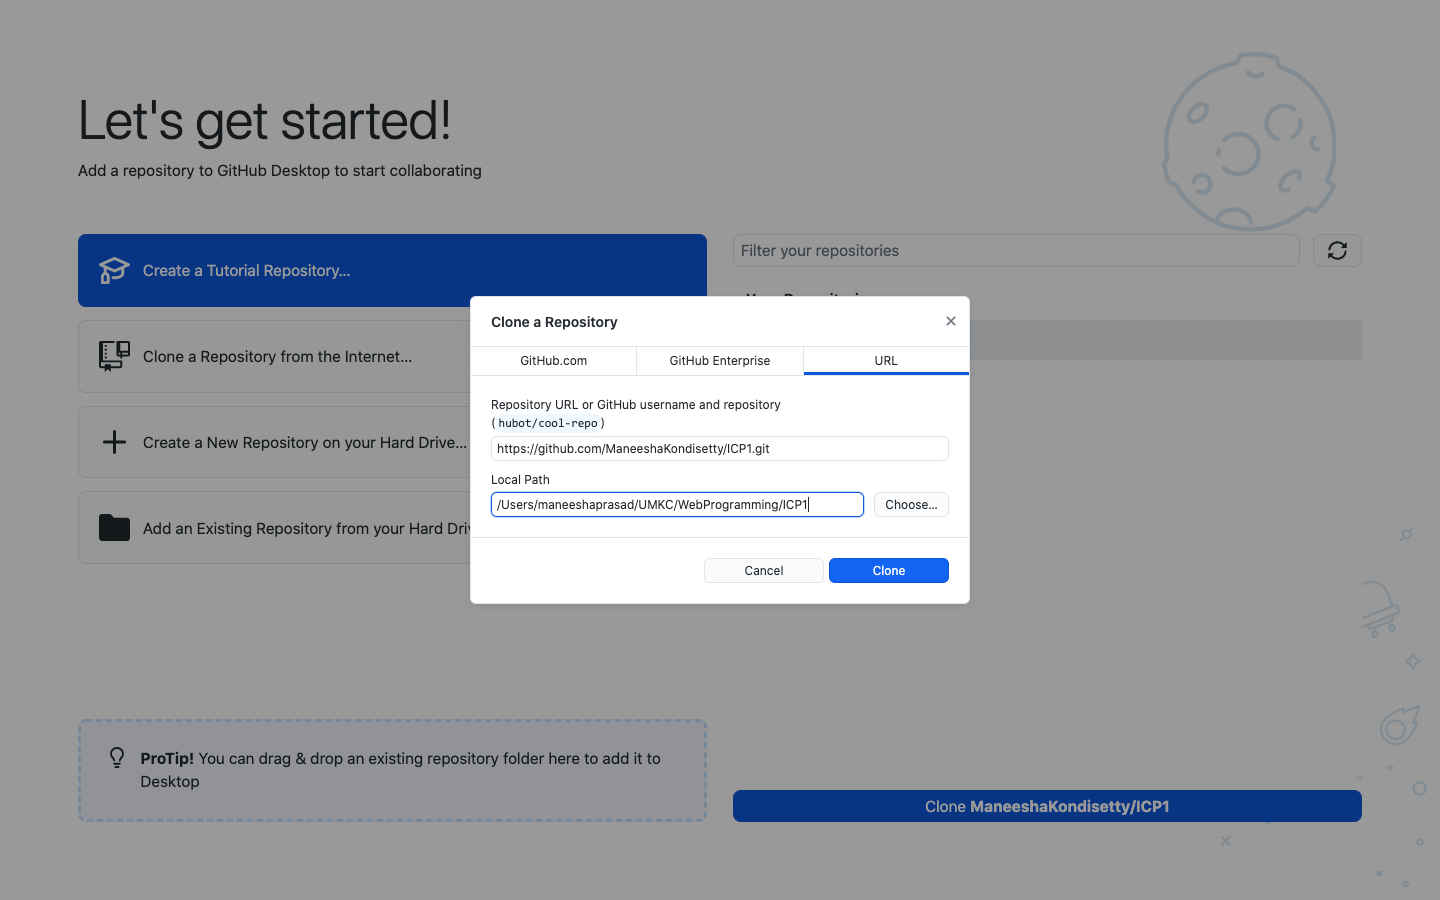 Let's get started!
Add a repository to GitHub Desktop to start collaborating
Create a Tutorial Repository...
Clone a Repository from the Internet...
Create a New Repository on your Hard Drive...
Add an Existing Repository from your Hard
ProTip! You can drag & drop an existing repository folder here to add it to
Desktop
Filter your repositories
Clone a Repository
GitHub.com
GitHub Enterprise
URL
Repository URL or GitHub username and repository
(hubot/cool-repo)
https://github.com/ManeeshaKondisetty/ICP1.git
Local Path
/Users/maneeshaprasad/UMKC/WebProgramming/ICP1
Choose...
Cancel
Clone
Clone ManeeshaKondisetty/ICP1